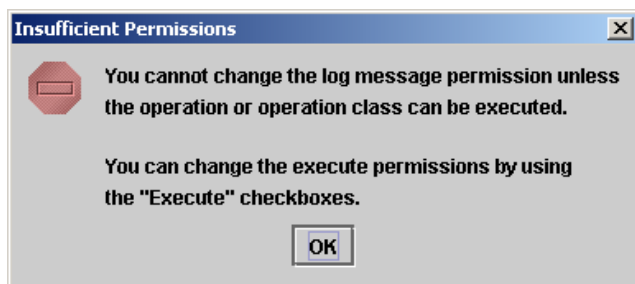 Insufficient Permissions
You cannot change the log message permission unless
the operation or operation class can be executed.
You can change the execute permissions by using
the "Execute" checkboxes.
OK